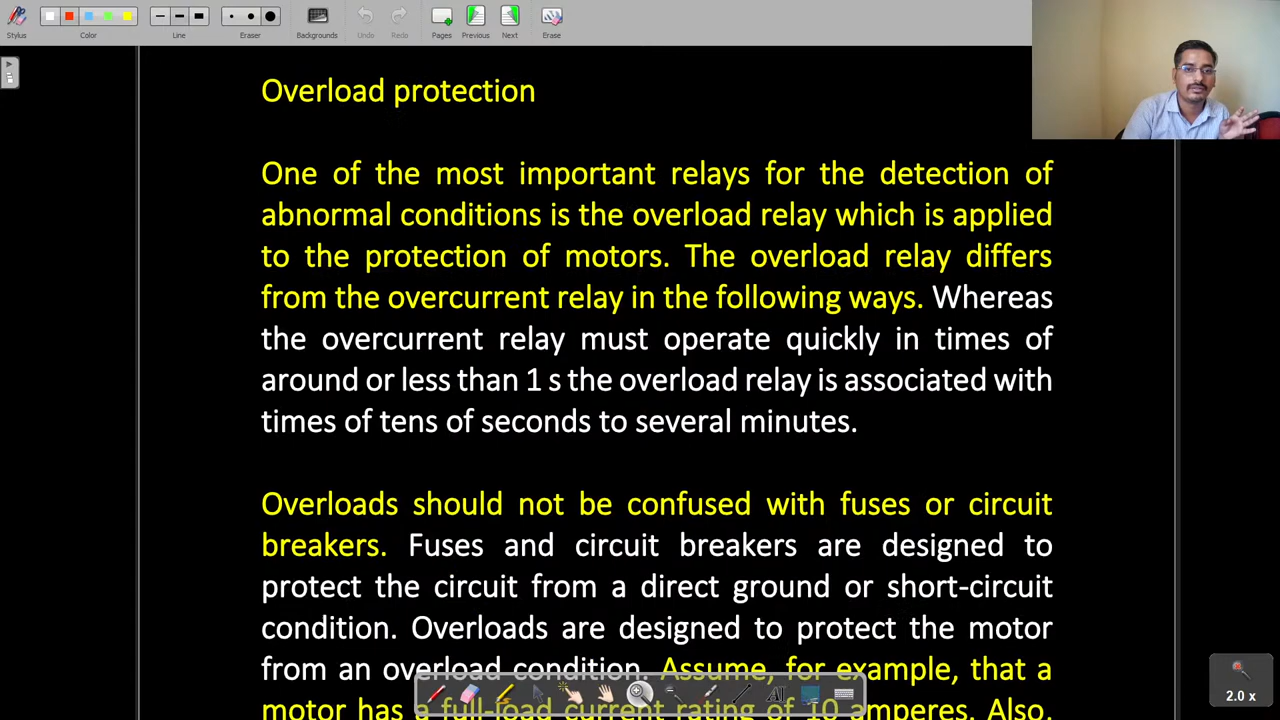 Stylus
Color
Line
Eraser
Backgrounds
Undo
Redo
Pages
Previous
Next
Erase
Overload protection
One of the most important relays for the detection of
abnormal conditions is the overload relay which is applied
to the protection of motors. The overload relay differs
from the overcurrent relay in the following ways. Whereas
the overcurrent relay must operate quickly in times of
around or less than 1 s the overload relay is associated with
times of tens of seconds to several minutes.
Overloads should not be confused with fuses or circuit
breakers. Fuses and circuit breakers are designed to
protect the circuit from a direct ground or short-circuit
condition. Overloads are designed to protect the motor
from an overload condition. Assume, for example, that a
motor has a full-load current rating of 10 amperes. Also,
2.0 x